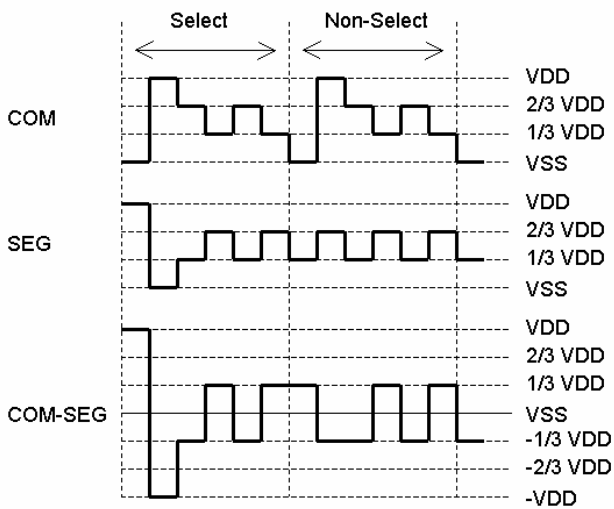 Select Non-Select
VDD
2/3 VDD
COM
1/3 VDD
VSS
VDD
2/3 VDD
SEG
1/3 VDD
VSS
VDD
2/3 VDD
1/3 VDD
COM-SEG
VSS
-1/3 VDD
-2/3 VDD
-VDD